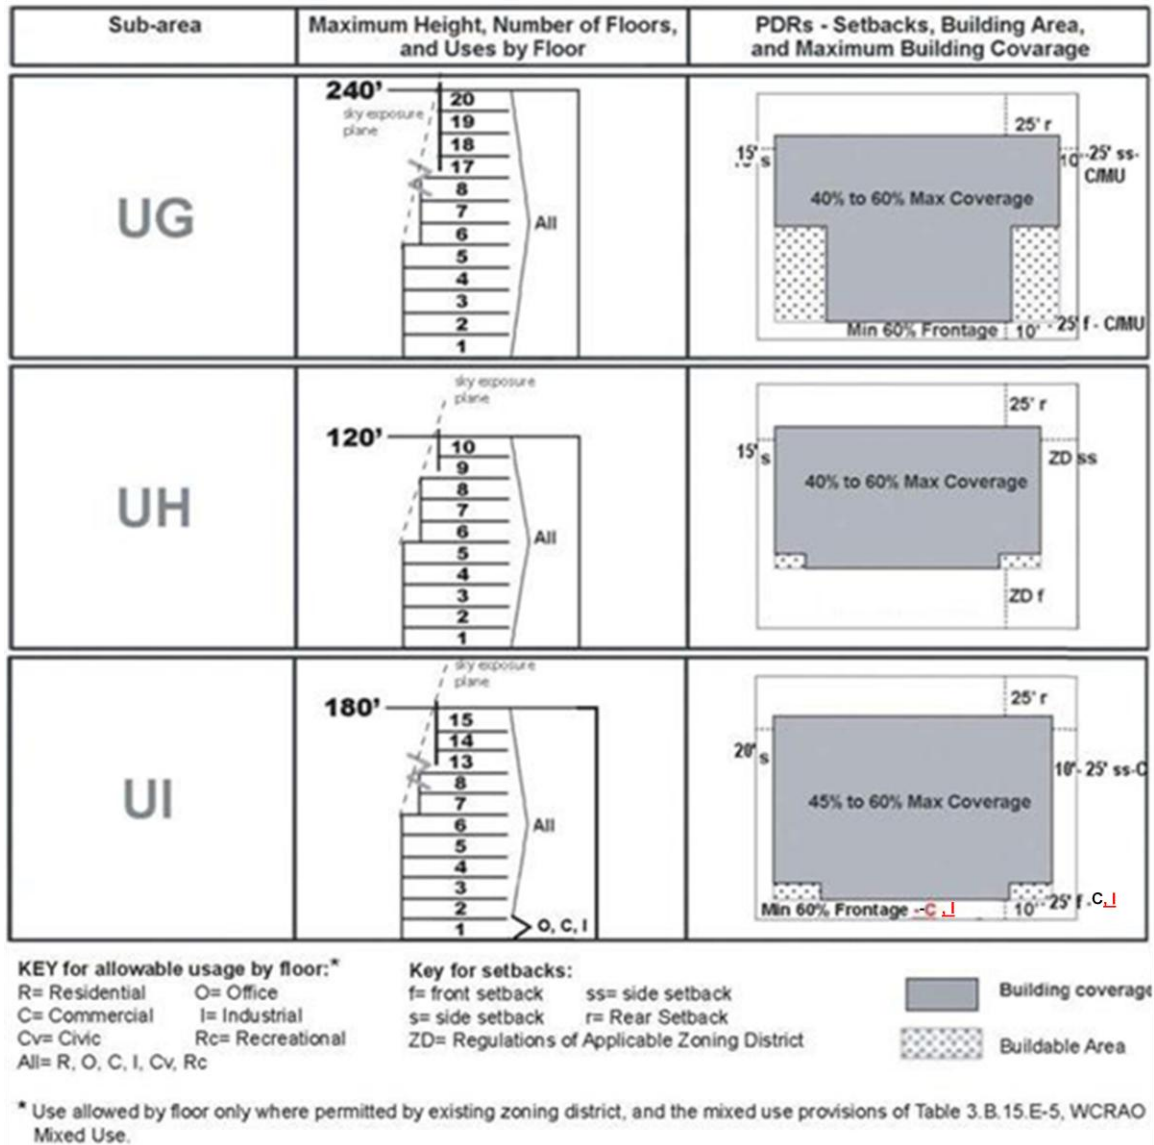 Sub-area
Maximum Height, Number of Floors,
and Uses by Floor
PDRs - Setbacks, Building Area,
and Maximum Building Covarage
UG
240'
sky exposure
plane
20
19
18
17
8
7
6
5
4
3
2
1
All
25' r
15' s
10 -25' ss-
C/MU
40% to 60% Max Coverage
Min 60% Frontage
10' - 25' f - C/MU
UH
sky exposure
plane
120'
10
9
8
7
6
5
4
3
2
1
All
25' r
15' s
ZD ss
40% to 60% Max Coverage
ZD f
UI
sky exposure
plane
180'
15
14
13
8
7
6
5
4
3
2
1
All
O, C, I
25' r
20' s
10'- 25' ss-C
45% to 60% Max Coverage
Min 60% Frontage --C , I
10'- 25' f -C, I
KEY for allowable usage by floor:*
R= Residential O= Office
C= Commercial I= Industrial
Cv= Civic Rc= Recreational
All= R, O, C, I, Cv, Rc
Key for setbacks:
f= front setback ss= side setback
s= side setback r= Rear Setback
ZD= Regulations of Applicable Zoning District
Building coverage
Buildable Area
* Use allowed by floor only where permitted by existing zoning district, and the mixed use provisions of Table 3.B.15.E-5, WCRAO
Mixed Use.